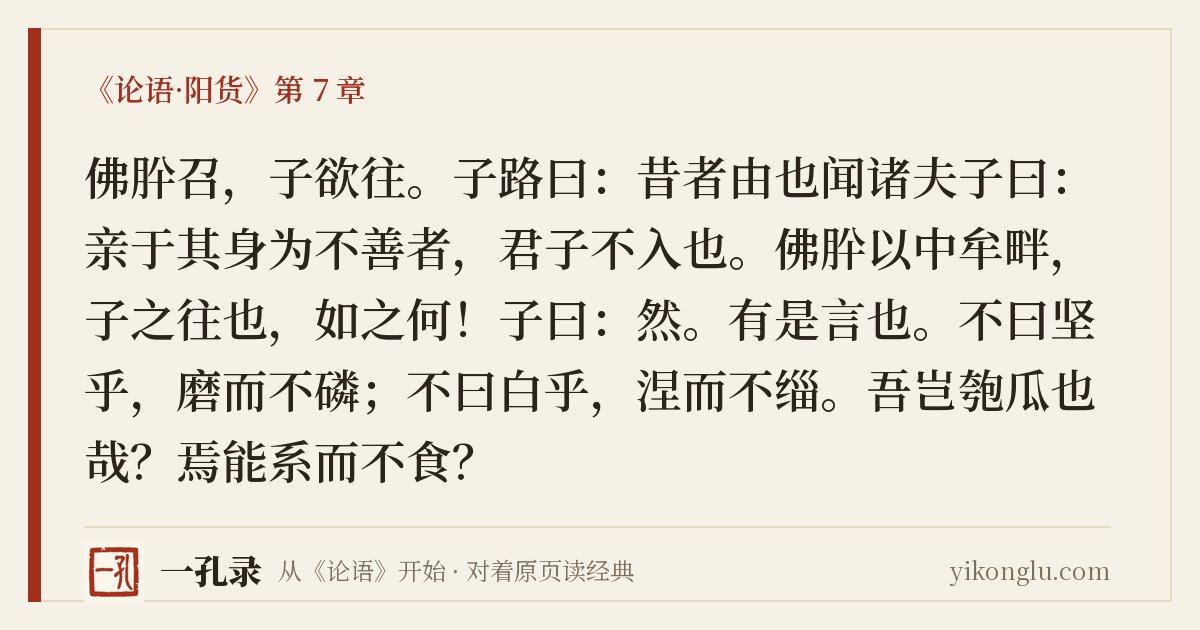 《论语·阳货》第 7 章
佛肸召，子欲往。子路曰：昔者由也闻诸夫子曰：
亲于其身为不善者，君子不入也。佛肸以中牟畔，
子之往也，如之何！子曰：然。有是言也。不曰坚
乎，磨而不磷；不曰白乎，涅而不缁。吾岂匏瓜也
哉？焉能系而不食？
一孔
一孔录 从《论语》开始 · 对着原页读经典 yikonglu.com